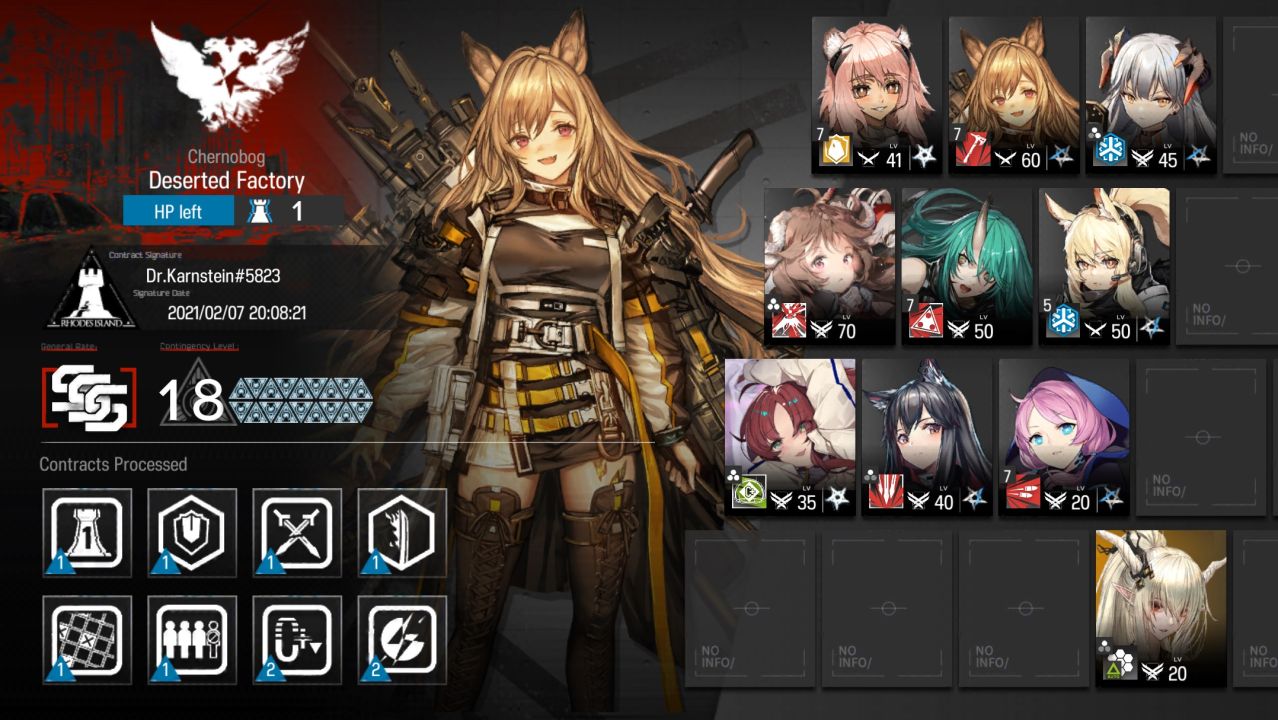 Chernobog
Deserted Factory
HP left 1
Contract Signature
Dr.Karnstein#5823
Signature Date
2021/02/07 20:08:21
RHODES ISLAND
General Rate:
Contingency Level:
18
Contracts Processed
1
1
1
1
1
1
1
2
2
7 LV 41
7 LV 60
LV 45
NO INFO/
LV 70
7 LV 50
5 LV 50
NO
INFO/
LV 35
LV 40
7 LV 20
NO
INFO/
NO
INFO/
NO
INFO/
NO
INFO/
LV 20
NO
INFO/